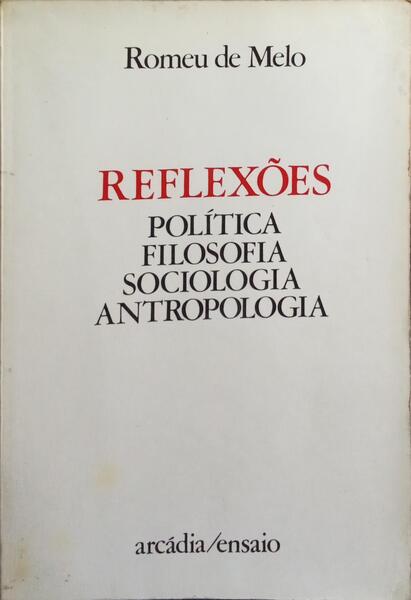 Romeu de Melo
REFLEXÕES
POLÍTICA
FILOSOFIA
SOCIOLOGIA
ANTROPOLOGIA
arcádia/ensaio